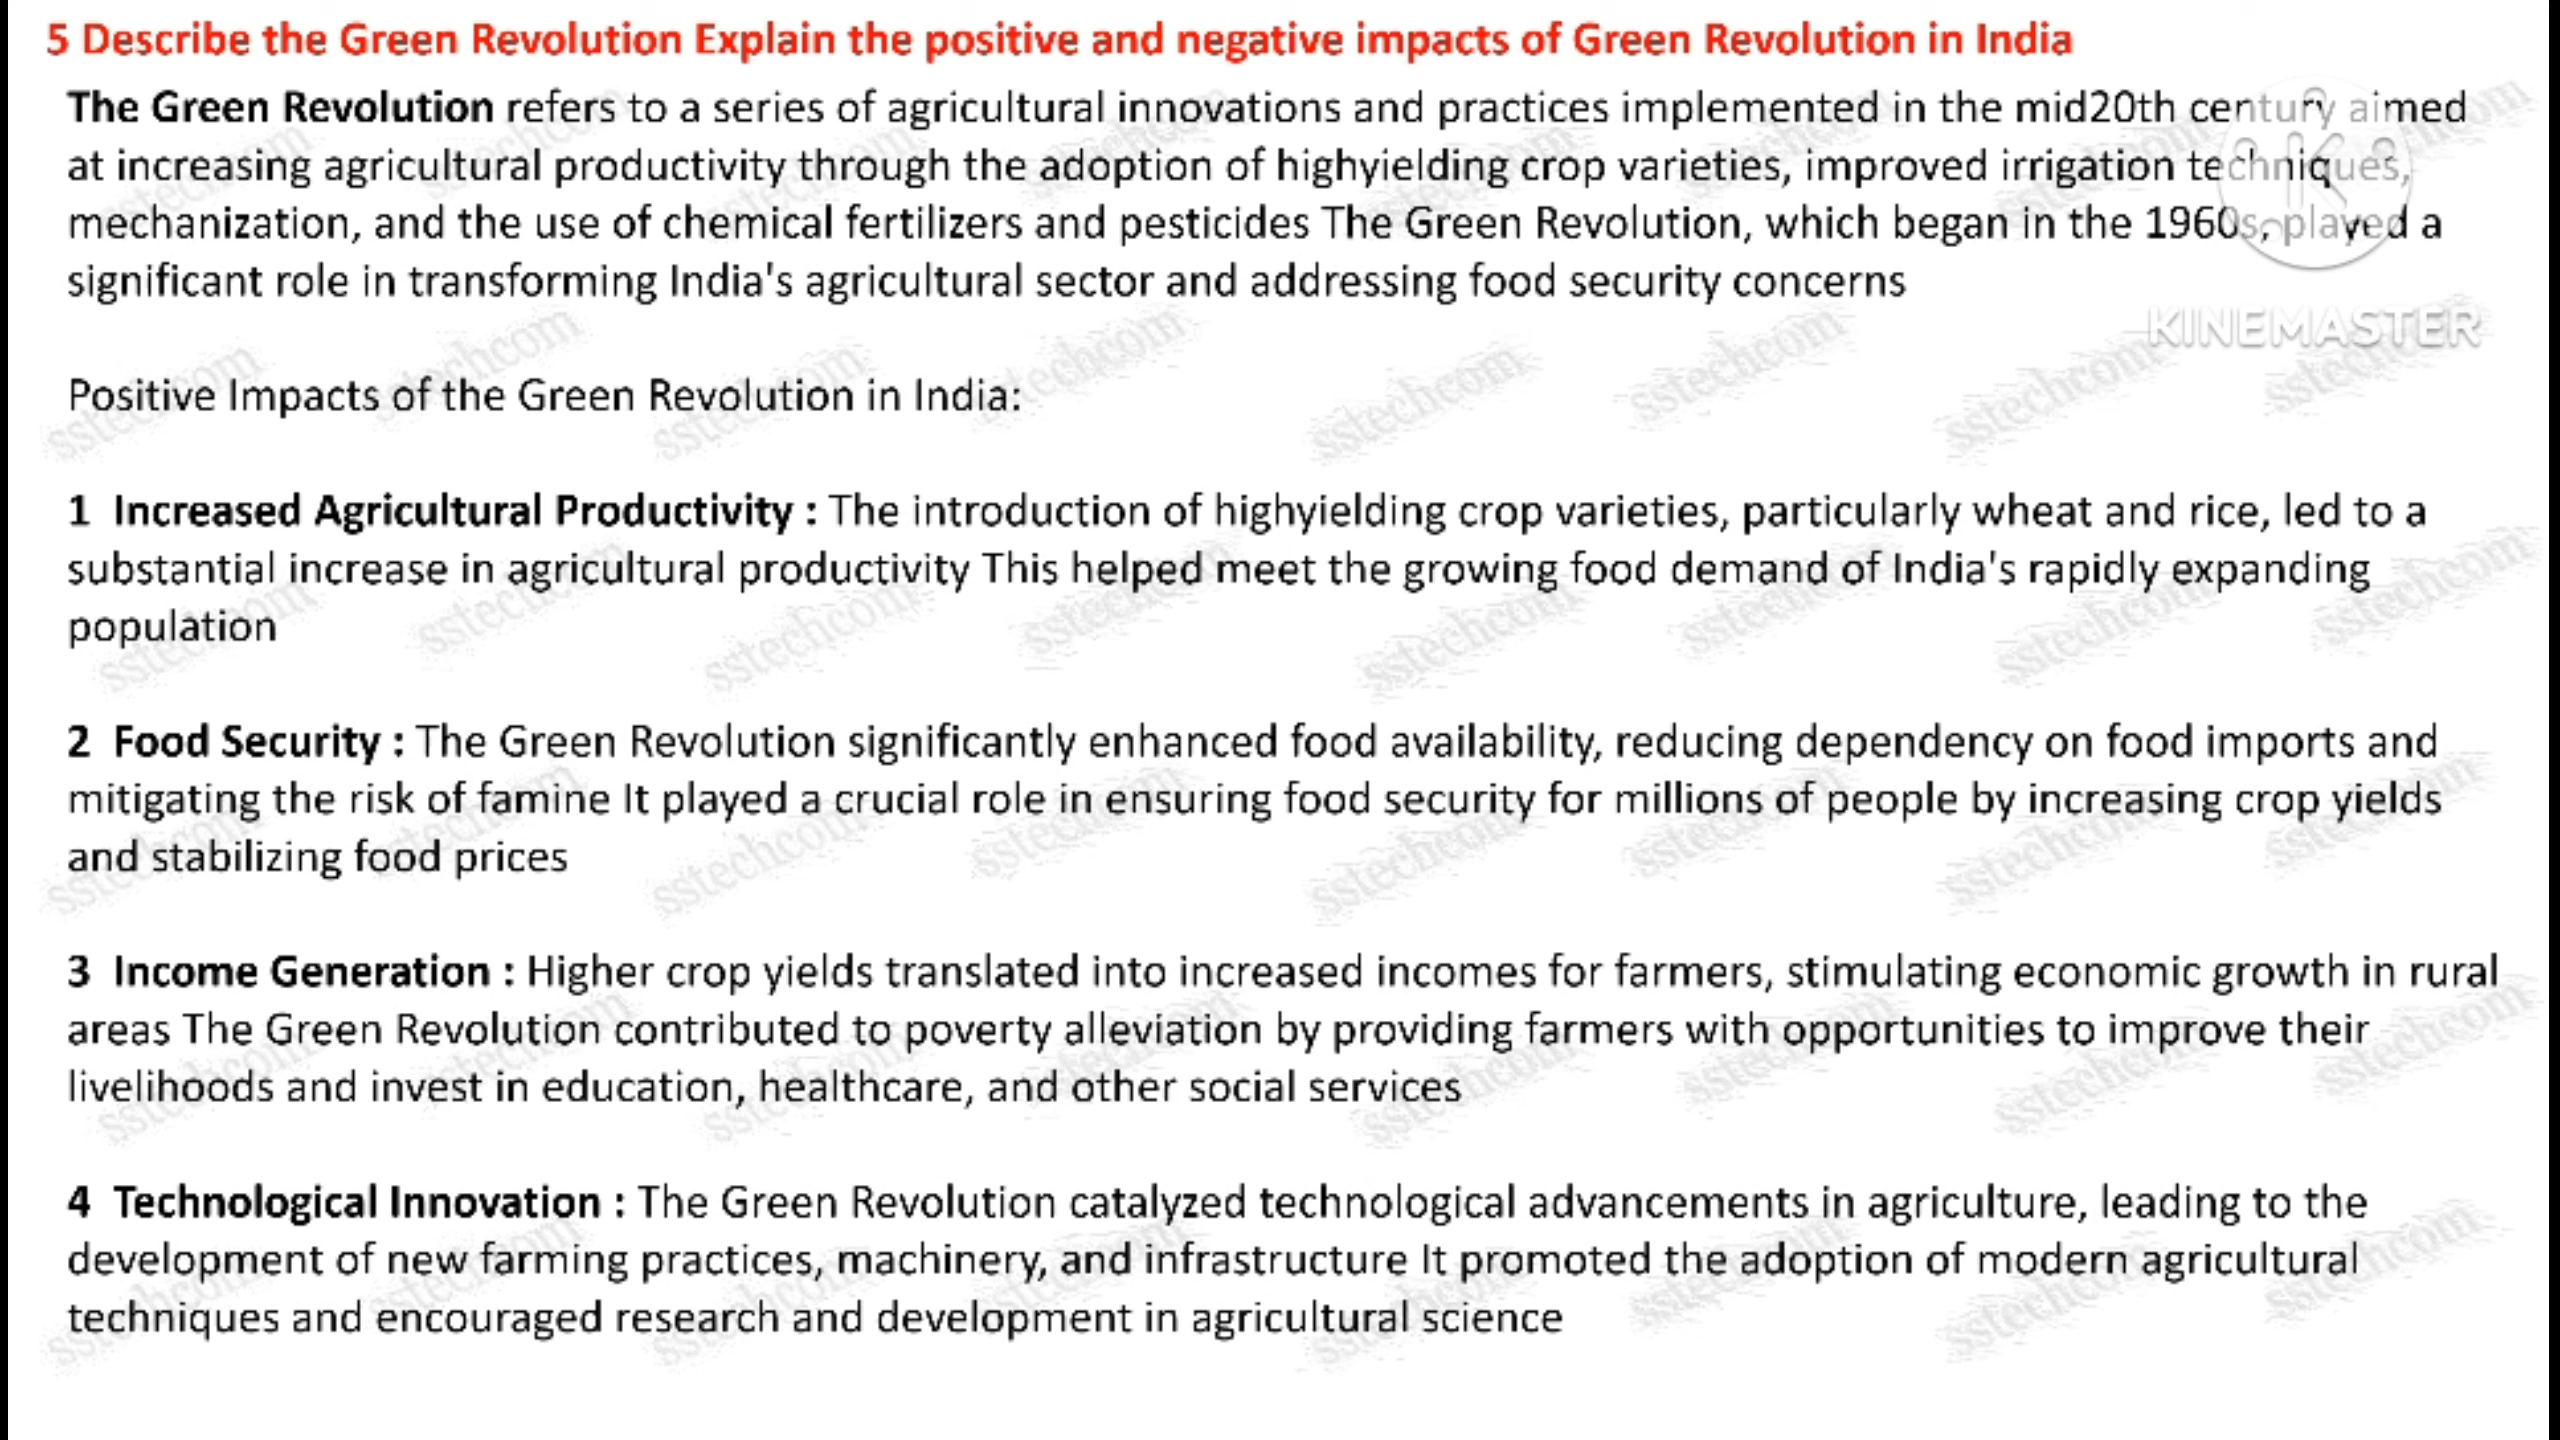 5 Describe the Green Revolution Explain the positive and negative impacts of Green Revolution in India
The Green Revolution refers to a series of agricultural innovations and practices implemented in the mid20th century aimed
at increasing agricultural productivity through the adoption of highyielding crop varieties, improved irrigation techniques,
mechanization, and the use of chemical fertilizers and pesticides The Green Revolution, which began in the 1960s, played a
significant role in transforming India's agricultural sector and addressing food security concerns
KINEMASTER
Positive Impacts of the Green Revolution in India:
1 Increased Agricultural Productivity : The introduction of highyielding crop varieties, particularly wheat and rice, led to a
substantial increase in agricultural productivity This helped meet the growing food demand of India's rapidly expanding
population
2 Food Security : The Green Revolution significantly enhanced food availability, reducing dependency on food imports and
mitigating the risk of famine It played a crucial role in ensuring food security for millions of people by increasing crop yields
and stabilizing food prices
3 Income Generation : Higher crop yields translated into increased incomes for farmers, stimulating economic growth in rural
areas The Green Revolution contributed to poverty alleviation by providing farmers with opportunities to improve their
livelihoods and invest in education, healthcare, and other social services
4 Technological Innovation : The Green Revolution catalyzed technological advancements in agriculture, leading to the
development of new farming practices, machinery, and infrastructure It promoted the adoption of modern agricultural
techniques and encouraged research and development in agricultural science
sstechcom